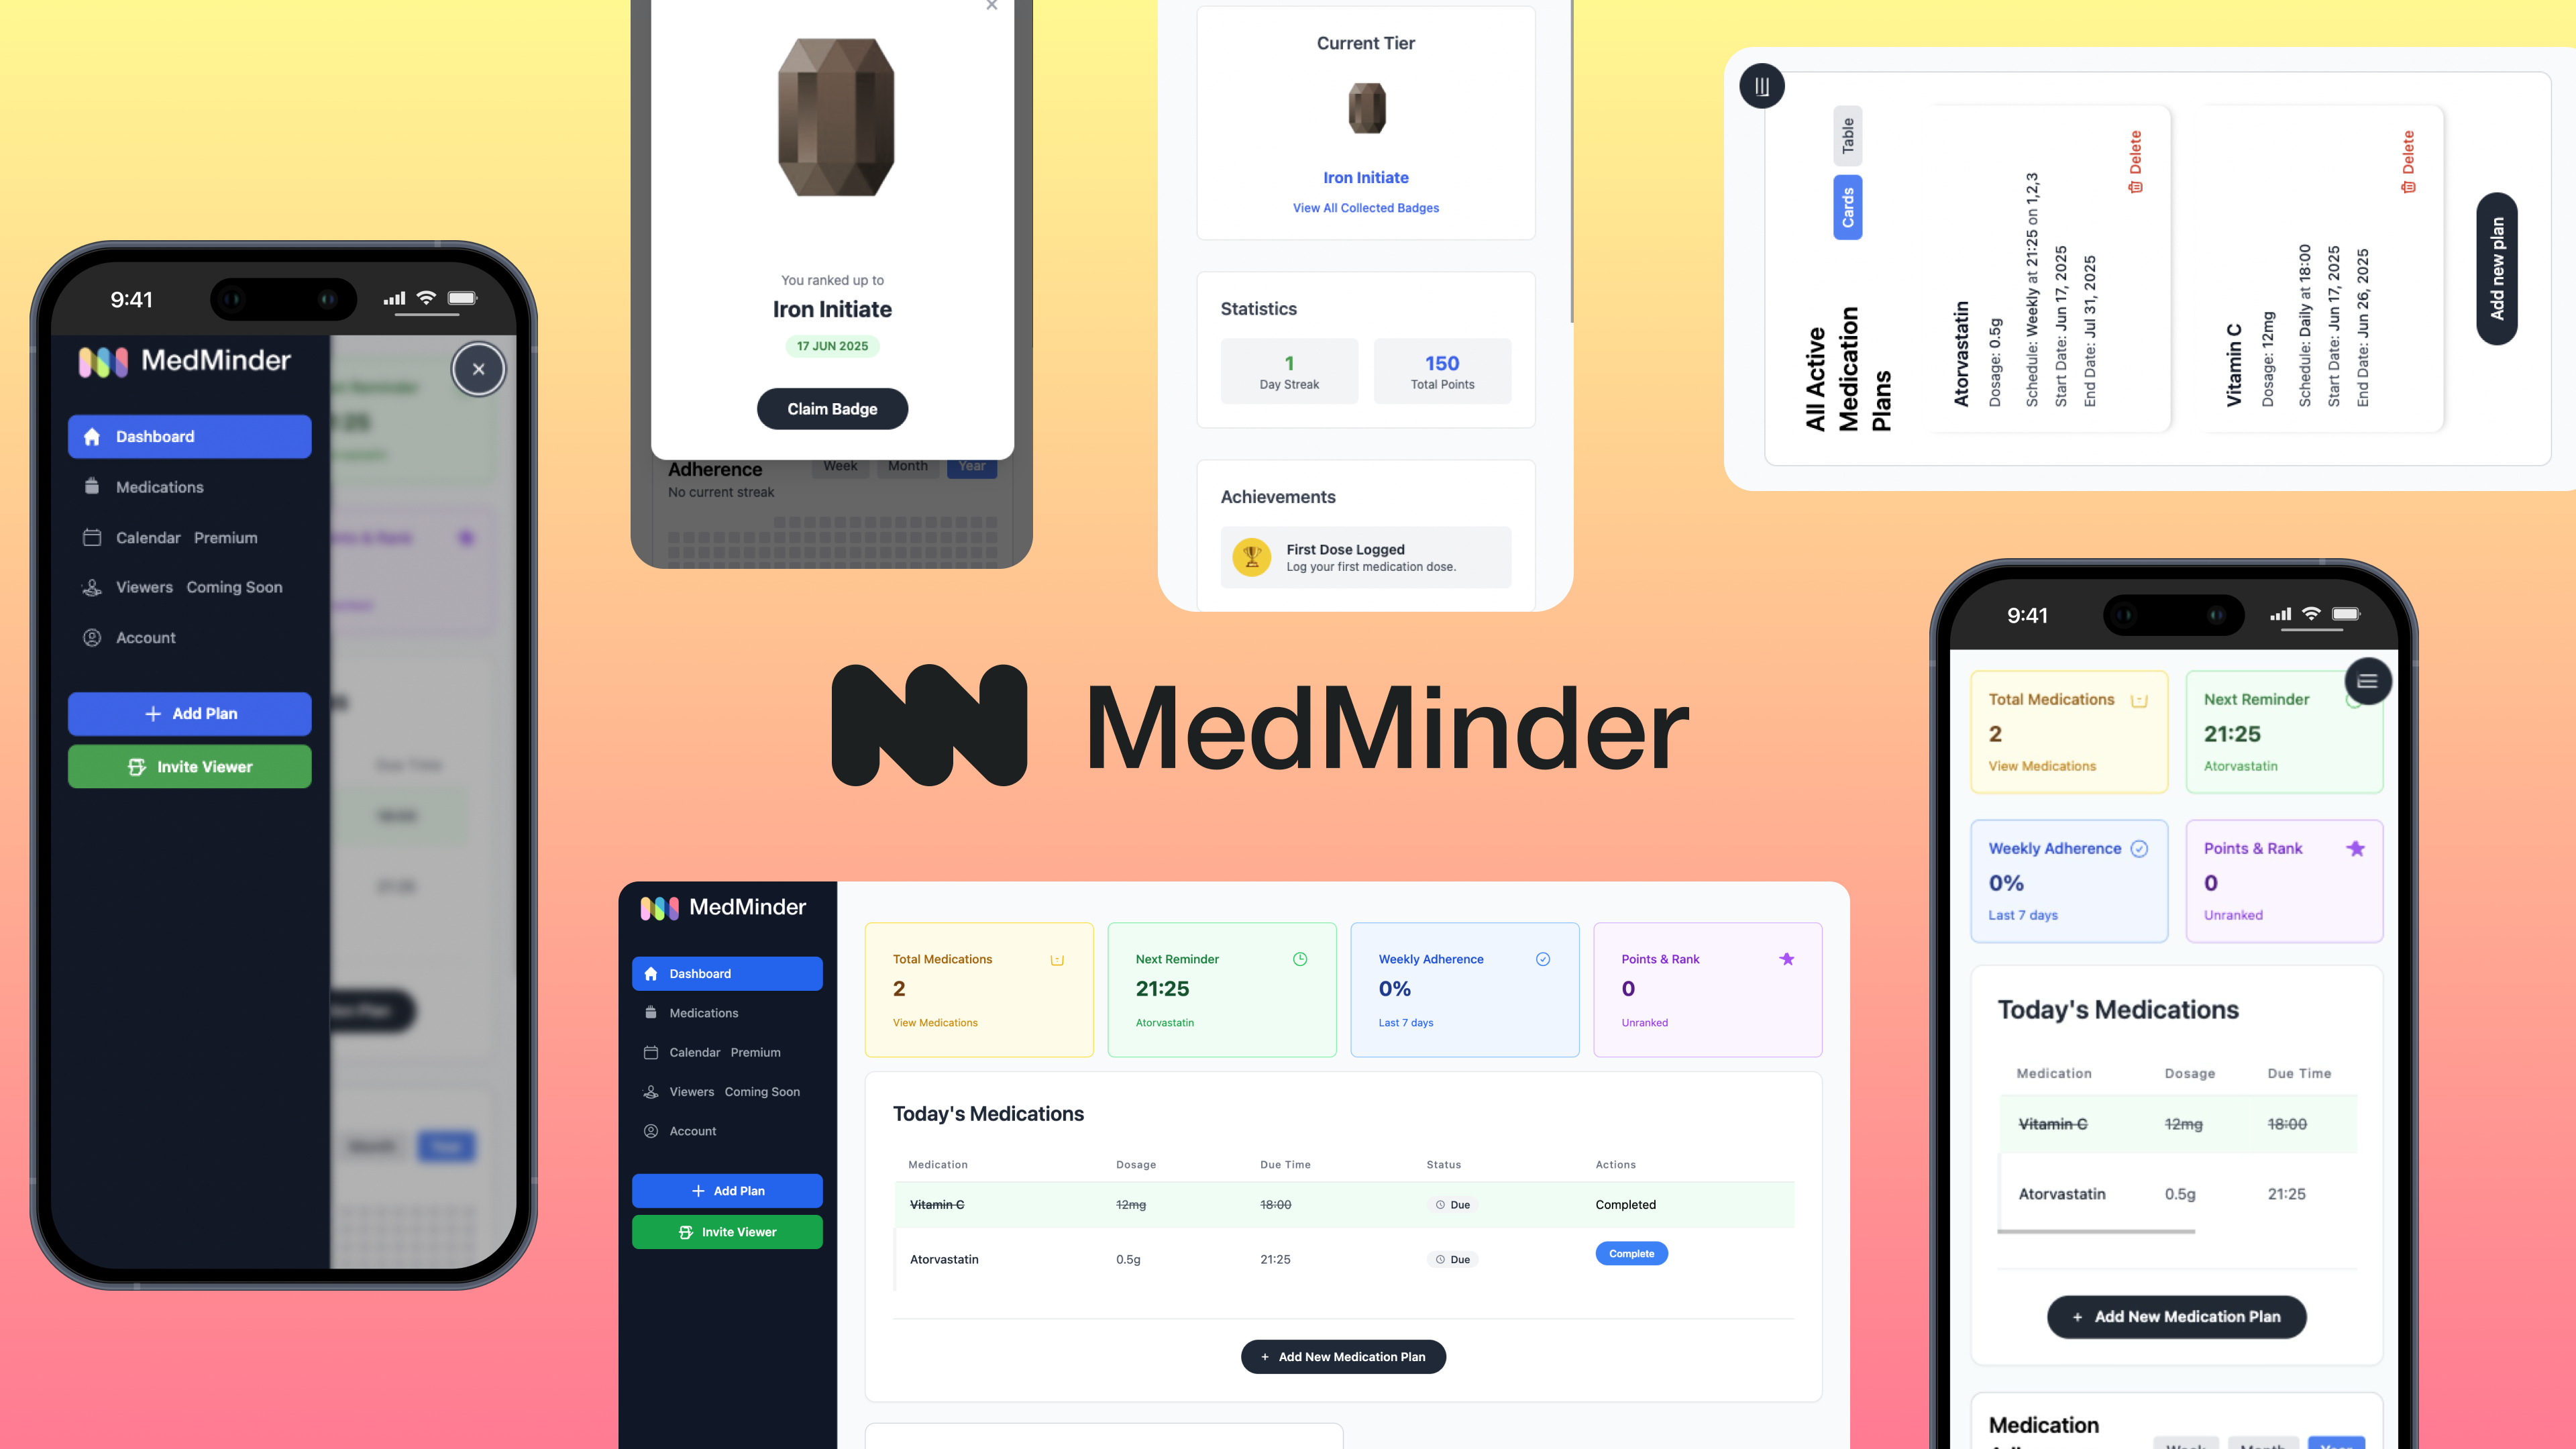 9:41
MedMinder
Dashboard
Medications
Calendar Premium
Viewers Coming Soon
Account
+ Add Plan
Invite Viewer
You ranked up to
Iron Initiate
17 JUN 2025
Claim Badge
Adherence
Week Month Year
No current streak
Current Tier
Iron Initiate
View All Collected Badges
Statistics
1
Day Streak
150
Total Points
Achievements
First Dose Logged
Log your first medication dose.
All Active
Medication
Plans
Cards Table
Atorvastatin
Dosage: 0.5g
Schedule: Weekly at 21:25 on 1,2,3
Start Date: Jun 17, 2025
End Date: Jul 31, 2025
Delete
Vitamin C
Dosage: 12mg
Schedule: Daily at 18:00
Start Date: Jun 17, 2025
End Date: Jun 26, 2025
Delete
Add new plan
MedMinder
MedMinder
Dashboard
Medications
Calendar Premium
Viewers Coming Soon
Account
+ Add Plan
Invite Viewer
Total Medications
2
View Medications
Next Reminder
21:25
Atorvastatin
Weekly Adherence
0%
Last 7 days
Points & Rank
0
Unranked
Today's Medications
Medication Dosage Due Time Status Actions
Vitamin C 12mg 18:00 Due Completed
Atorvastatin 0.5g 21:25 Due Complete
+ Add New Medication Plan
9:41
Total Medications
2
View Medications
Next Reminder
21:25
Atorvastatin
Weekly Adherence
0%
Last 7 days
Points & Rank
0
Unranked
Today's Medications
Medication Dosage Due Time
Vitamin C 12mg 18:00
Atorvastatin 0.5g 21:25
+ Add New Medication Plan
Medication